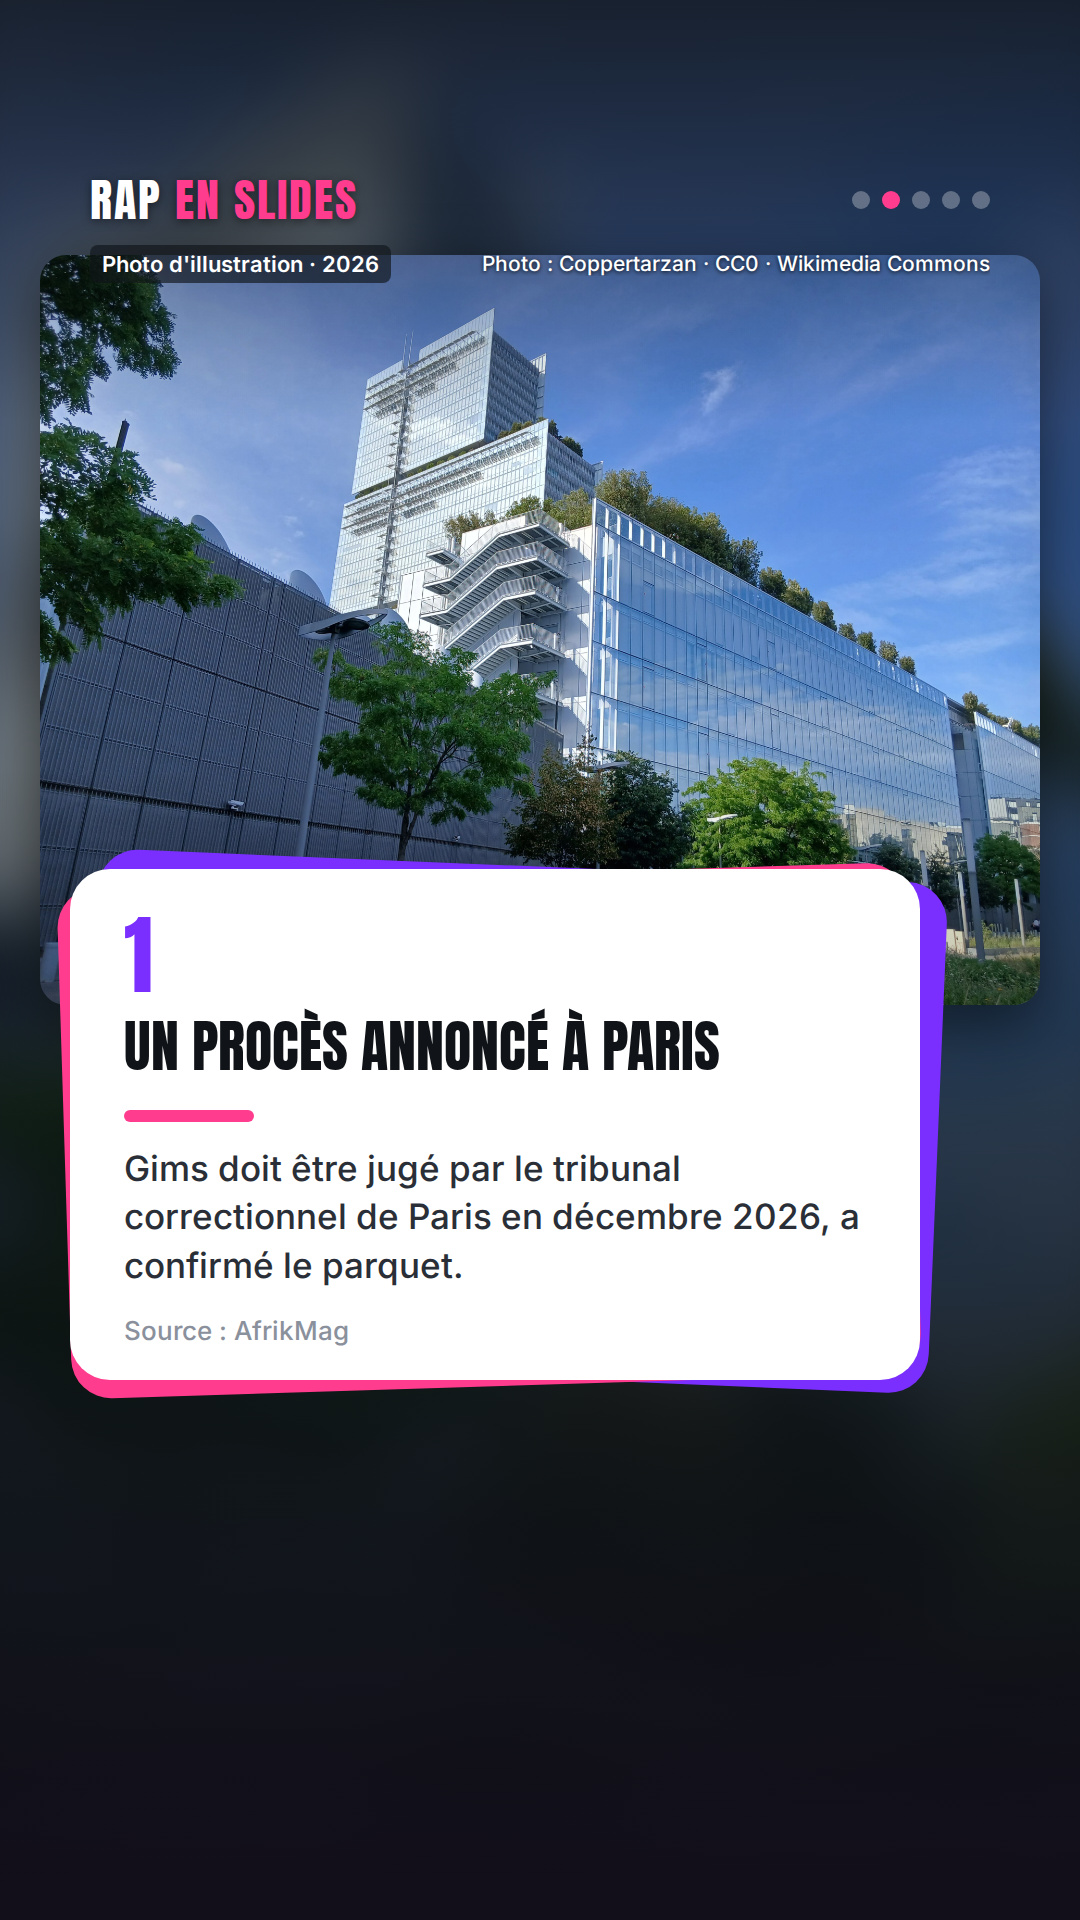 RAP EN SLIDES
Photo d'illustration · 2026
Photo : Coppertarzan · CC0 · Wikimedia Commons
1
UN PROCÈS ANNONCÉ À PARIS
Gims doit être jugé par le tribunal
correctionnel de Paris en décembre 2026, a
confirmé le parquet.
Source : AfrikMag